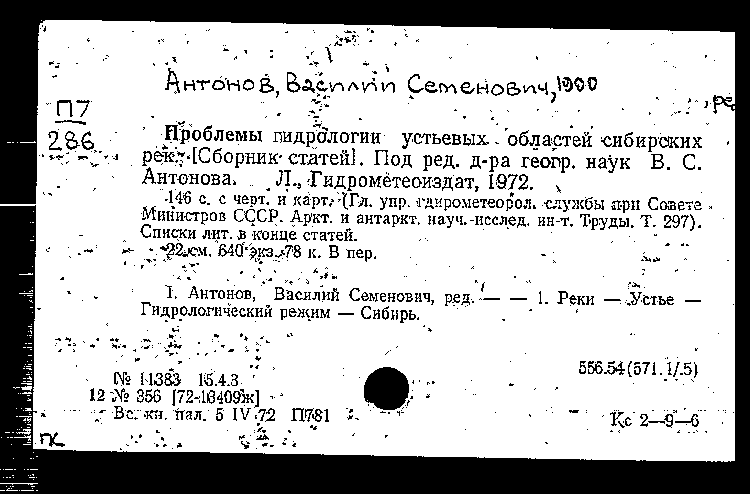 Антонов, Василий Семенович, 1900
, ре
П7
286
Проблемы гидрологии устьевых областей сибирских
рек. [Сборник статей]. Под ред. д-ра геогр. наук В. С.
Антонова. Л., Гидрометеоиздат, 1972.
146 с. с черт. и карт. (Гл. упр. гидрометеорол. службы при Совете
Министров СССР. Аркт. и антаркт. науч.-исслед. ин-т. Труды. Т. 297).
Списки лит. в конце статей.
22 см. 640 экз. 78 к. В пер.
I. Антонов, Василий Семенович, ред. — — 1. Реки — Устье —
Гидрологический режим — Сибирь.
556.54(571.1/.5)
№ 11383 15.4.3
12 № 356 [72-18409ж]
Вс. кн. пал. 5 IV 72 П781
Кс 2—9—6
ПК